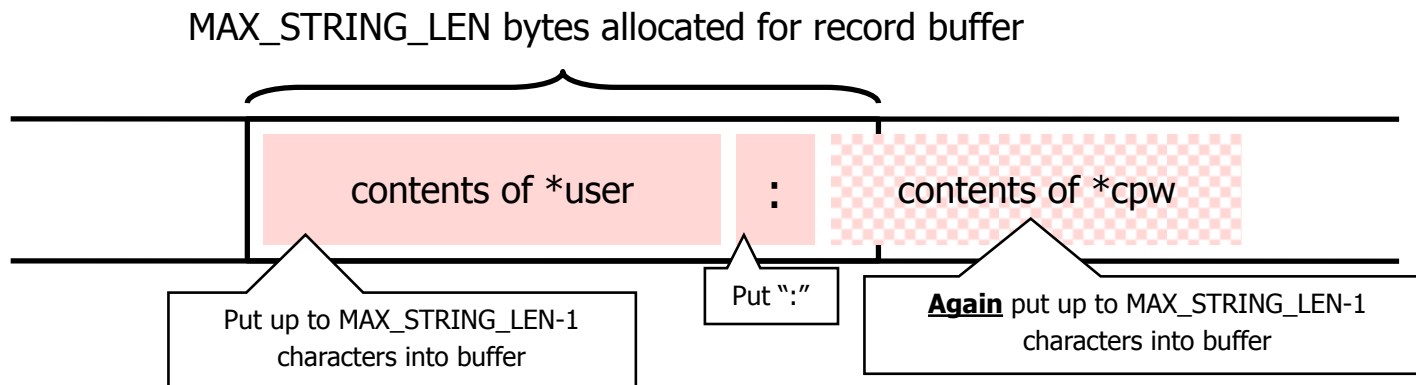 MAX_STRING_LEN bytes allocated for record buffer
contents of *user
:
contents of *cpw
Put up to MAX_STRING_LEN-1
characters into buffer
Put “:”
Again put up to MAX_STRING_LEN-1
characters into buffer